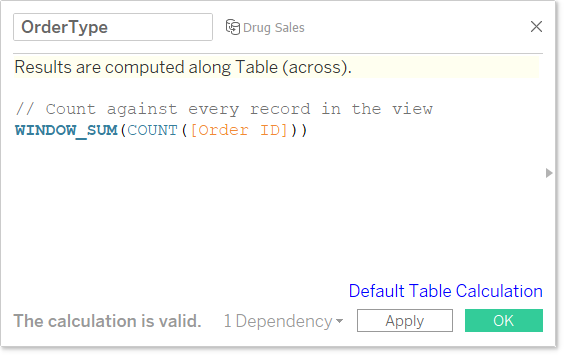 OrderType
Drug Sales
Results are computed along Table (across).
// Count against every record in the view
WINDOW_SUM(COUNT([Order ID]))
Default Table Calculation
The calculation is valid.
1 Dependency
Apply
OK